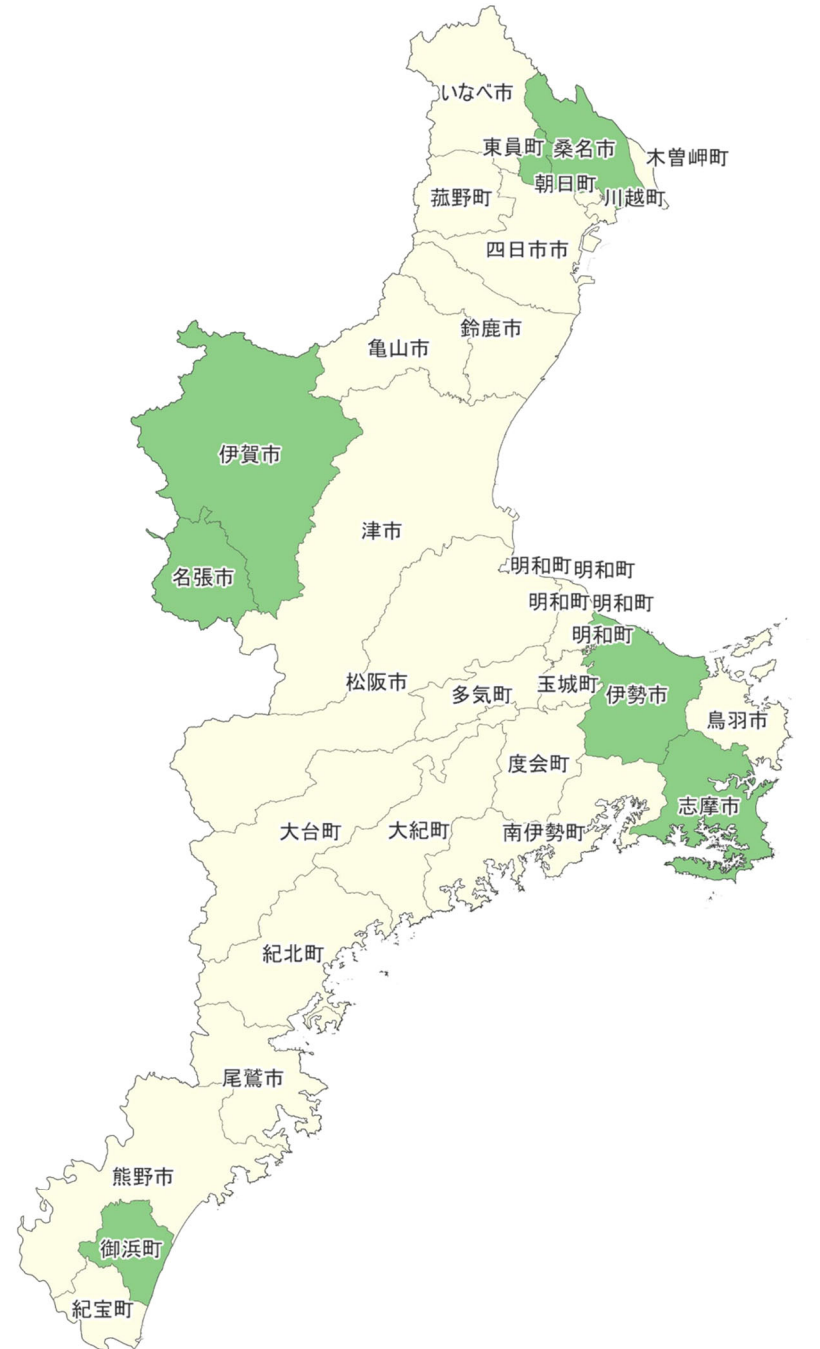 いなべ市
東員町
桑名市
木曽岬町
朝日町
菰野町
川越町
四日市市
鈴鹿市
亀山市
伊賀市
津市
明和町
明和町
名張市
明和町
明和町
明和町
松阪市
多気町
玉城町
伊勢市
鳥羽市
度会町
志摩市
大台町
大紀町
南伊勢町
紀北町
尾鷲市
熊野市
御浜町
紀宝町